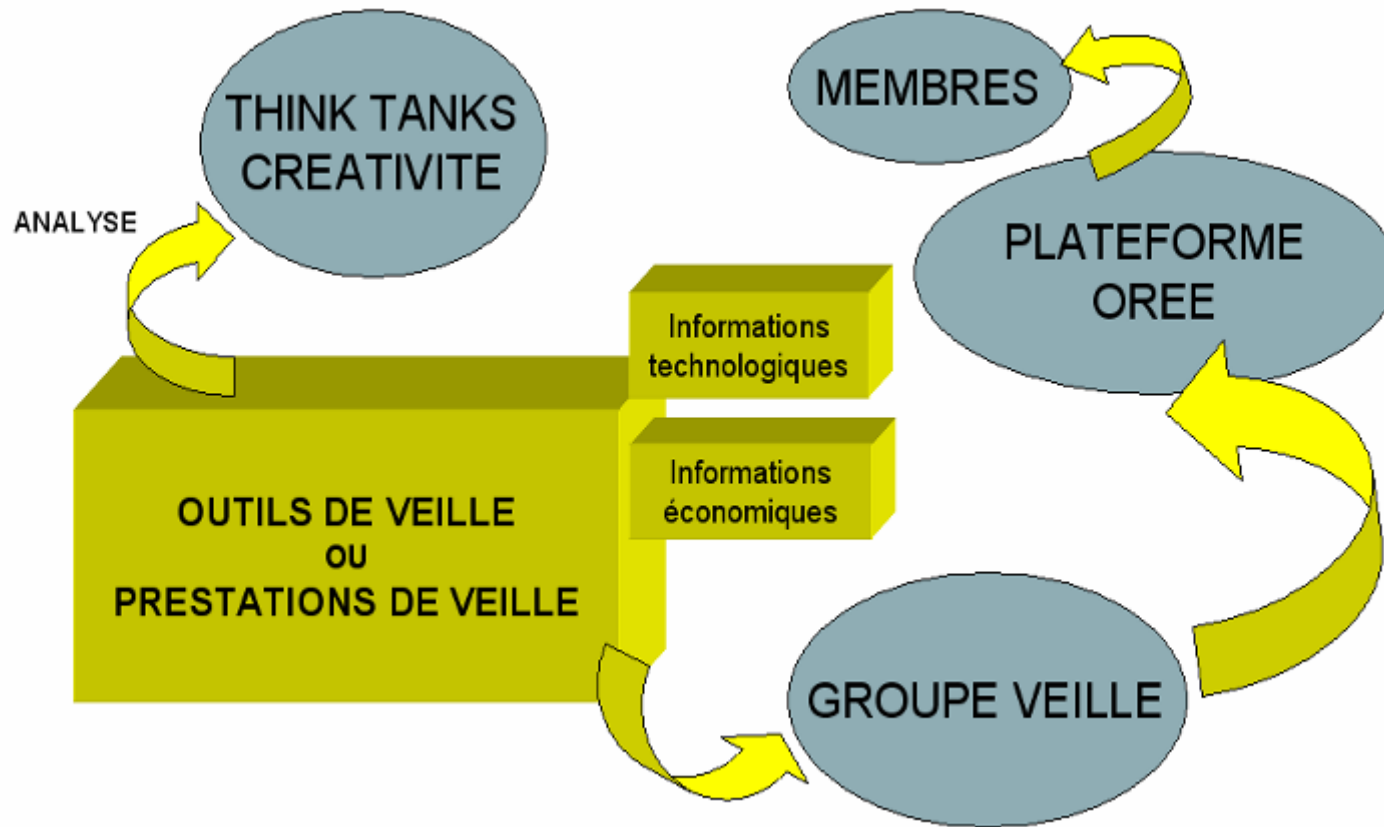 THINK TANKS
CREATIVITE
MEMBRES
ANALYSE
PLATEFORME
OREE
Informations
technologiques
Informations
économiques
OUTILS DE VEILLE
OU
PRESTATIONS DE VEILLE
GROUPE VEILLE